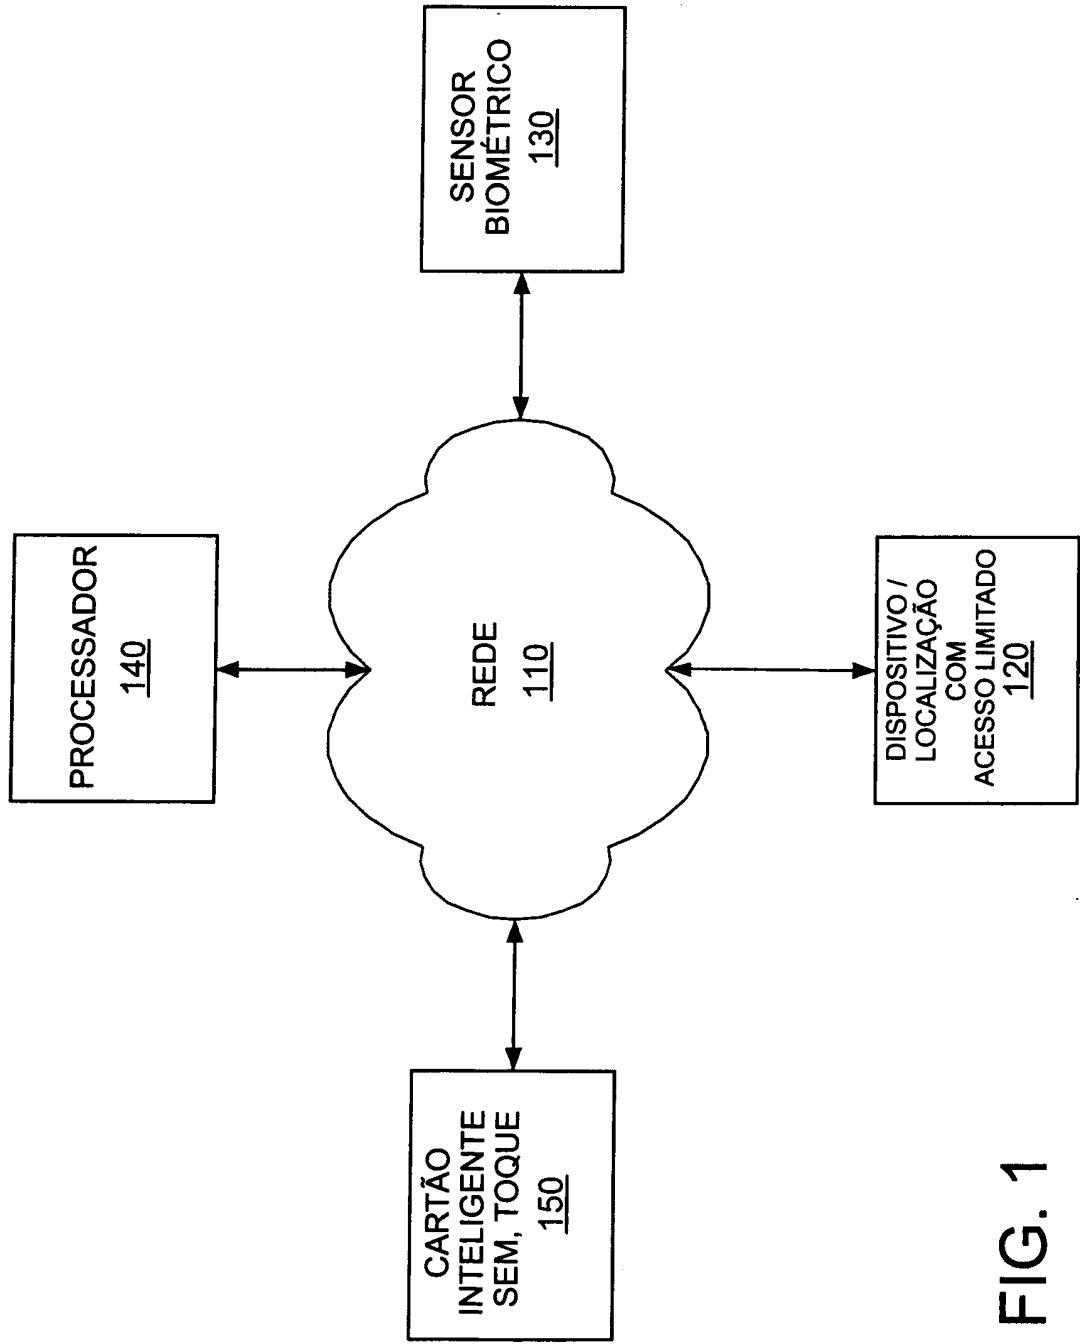 PROCESSADOR
140
SENSOR
BIOMÉTRICO
130
REDE
110
CARTÃO
INTELIGENTE
SEM, TOQUE
150
DISPOSITIVO /
LOCALIZAÇÃO
COM
ACESSO LIMITADO
120
FIG. 1